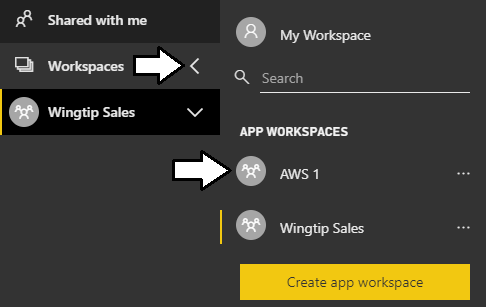 Shared with me
Workspaces
Wingtip Sales
My Workspace
Search
APP WORKSPACES
AWS 1
Wingtip Sales
Create app workspace